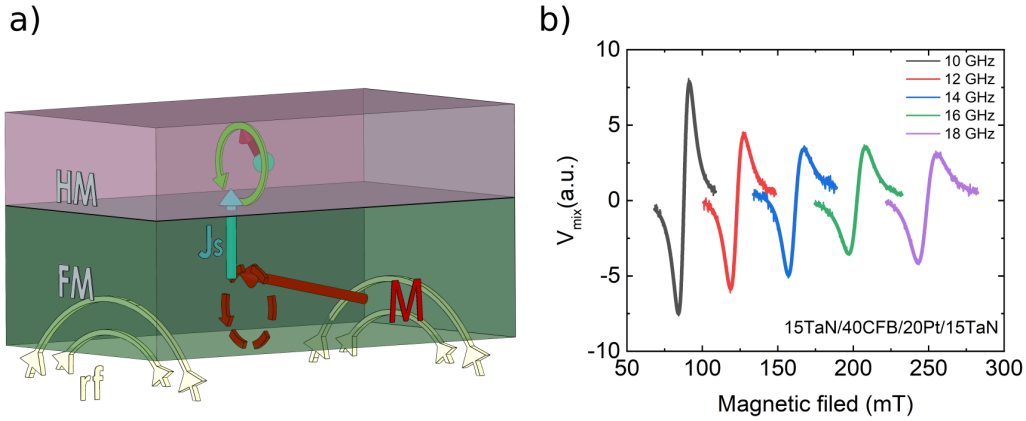 a)
HM
FM
Js
M
rf
b)
10
5
0
-5
-10
50
100
150
200
250
300
V_mix(a.u.)
Magnetic filed (mT)
10 GHz
12 GHz
14 GHz
16 GHz
18 GHz
15TaN/40CFB/20Pt/15TaN